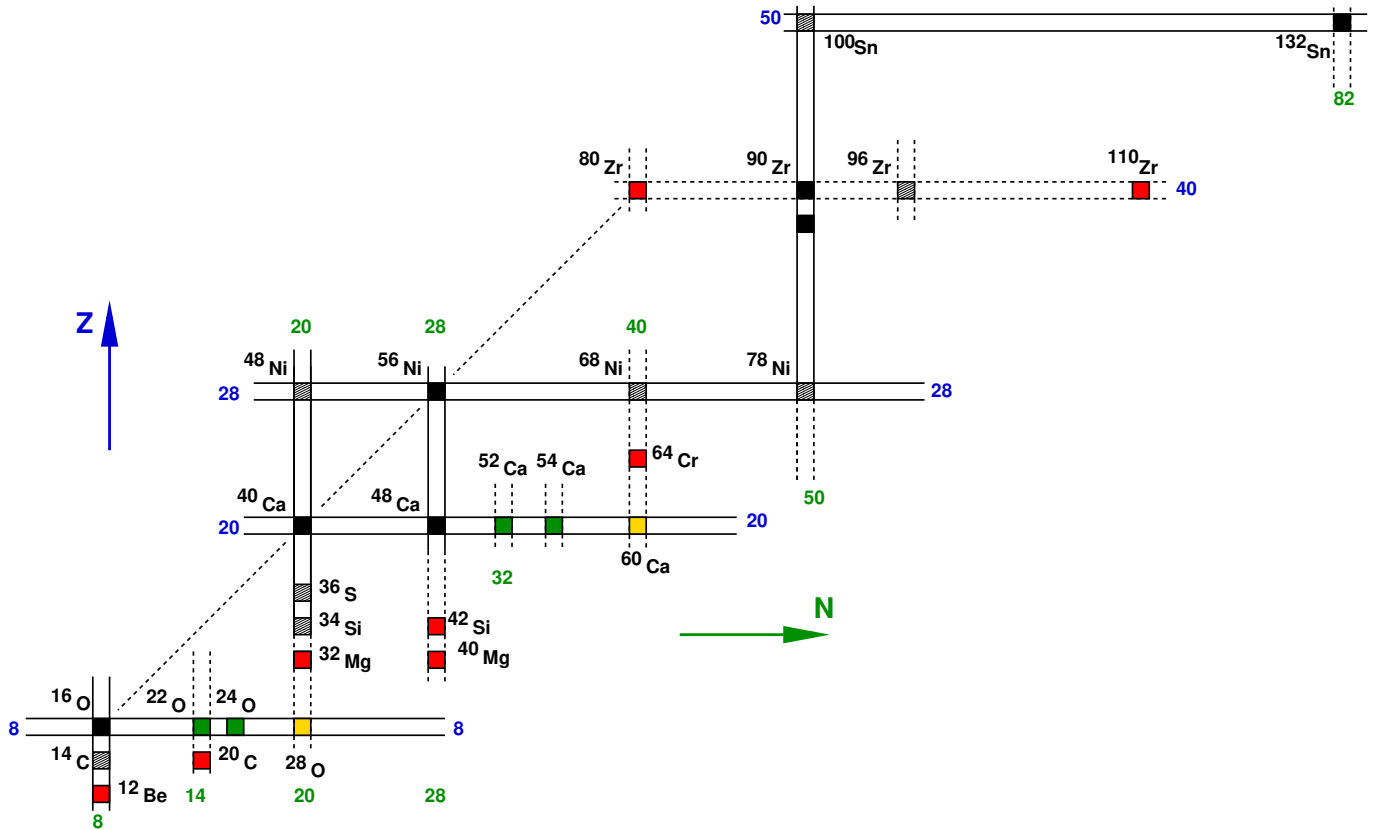 50
100Sn
132Sn
82
80Zr
90Zr
96Zr
110Zr
40
Z
20
28
40
48Ni
56Ni
68Ni
78Ni
28
28
64Cr
52Ca
54Ca
40Ca
48Ca
50
20
20
60Ca
32
36S
34Si
42Si
N
32Mg
40Mg
16O
22O
24O
8
8
14C
20C
28O
12Be
14
20
28
8